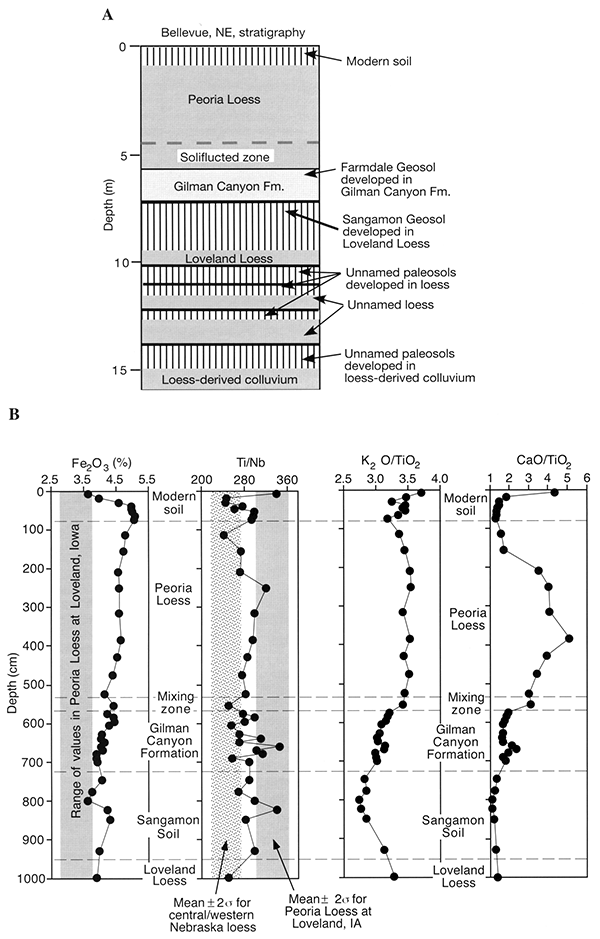 A
Bellevue, NE, stratigraphy
0
5
10
15
Depth (m)
Modern soil
Peoria Loess
Soliflucted zone
Gilman Canyon Fm.
Farmdale Geosol
developed in
Gilman Canyon Fm.
Sangamon Geosol
developed in
Loveland Loess
Loveland Loess
Unnamed paleosols
developed in loess
Unnamed loess
Unnamed paleosols
developed in
loess-derived colluvium
Loess-derived colluvium
B
Fe2O3 (%)
2.5 3.5 4.5 5.5
Ti/Nb
200 280 360
K2 O/TiO2
2.5 3.0 4.0
CaO/TiO2
1 2 3 4 5 6
0
100
200
300
400
500
600
700
800
900
1000
Depth (cm)
Range of values in Peoria Loess at Loveland, Iowa
Modern
soil
Peoria
Loess
Mixing
zone
Gilman
Canyon
Formation
Sangamon
Soil
Loveland
Loess
Modern
soil
Peoria
Loess
Mixing
zone
Gilman
Canyon
Formation
Sangamon
Soil
Loveland
Loess
Mean± 2σ for
central/western
Nebraska loess
Mean± 2σ for
Peoria Loess at
Loveland, IA